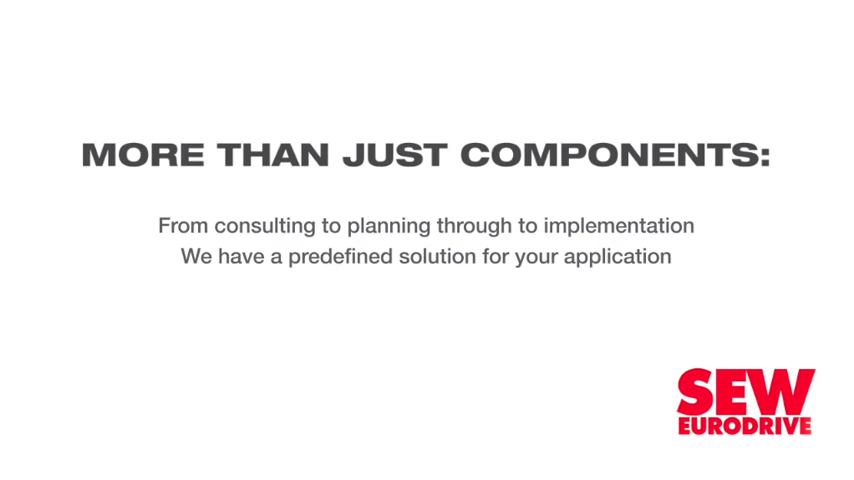 MORE THAN JUST COMPONENTS:
From consulting to planning through to implementation
We have a predefined solution for your application
SEW
EURODRIVE